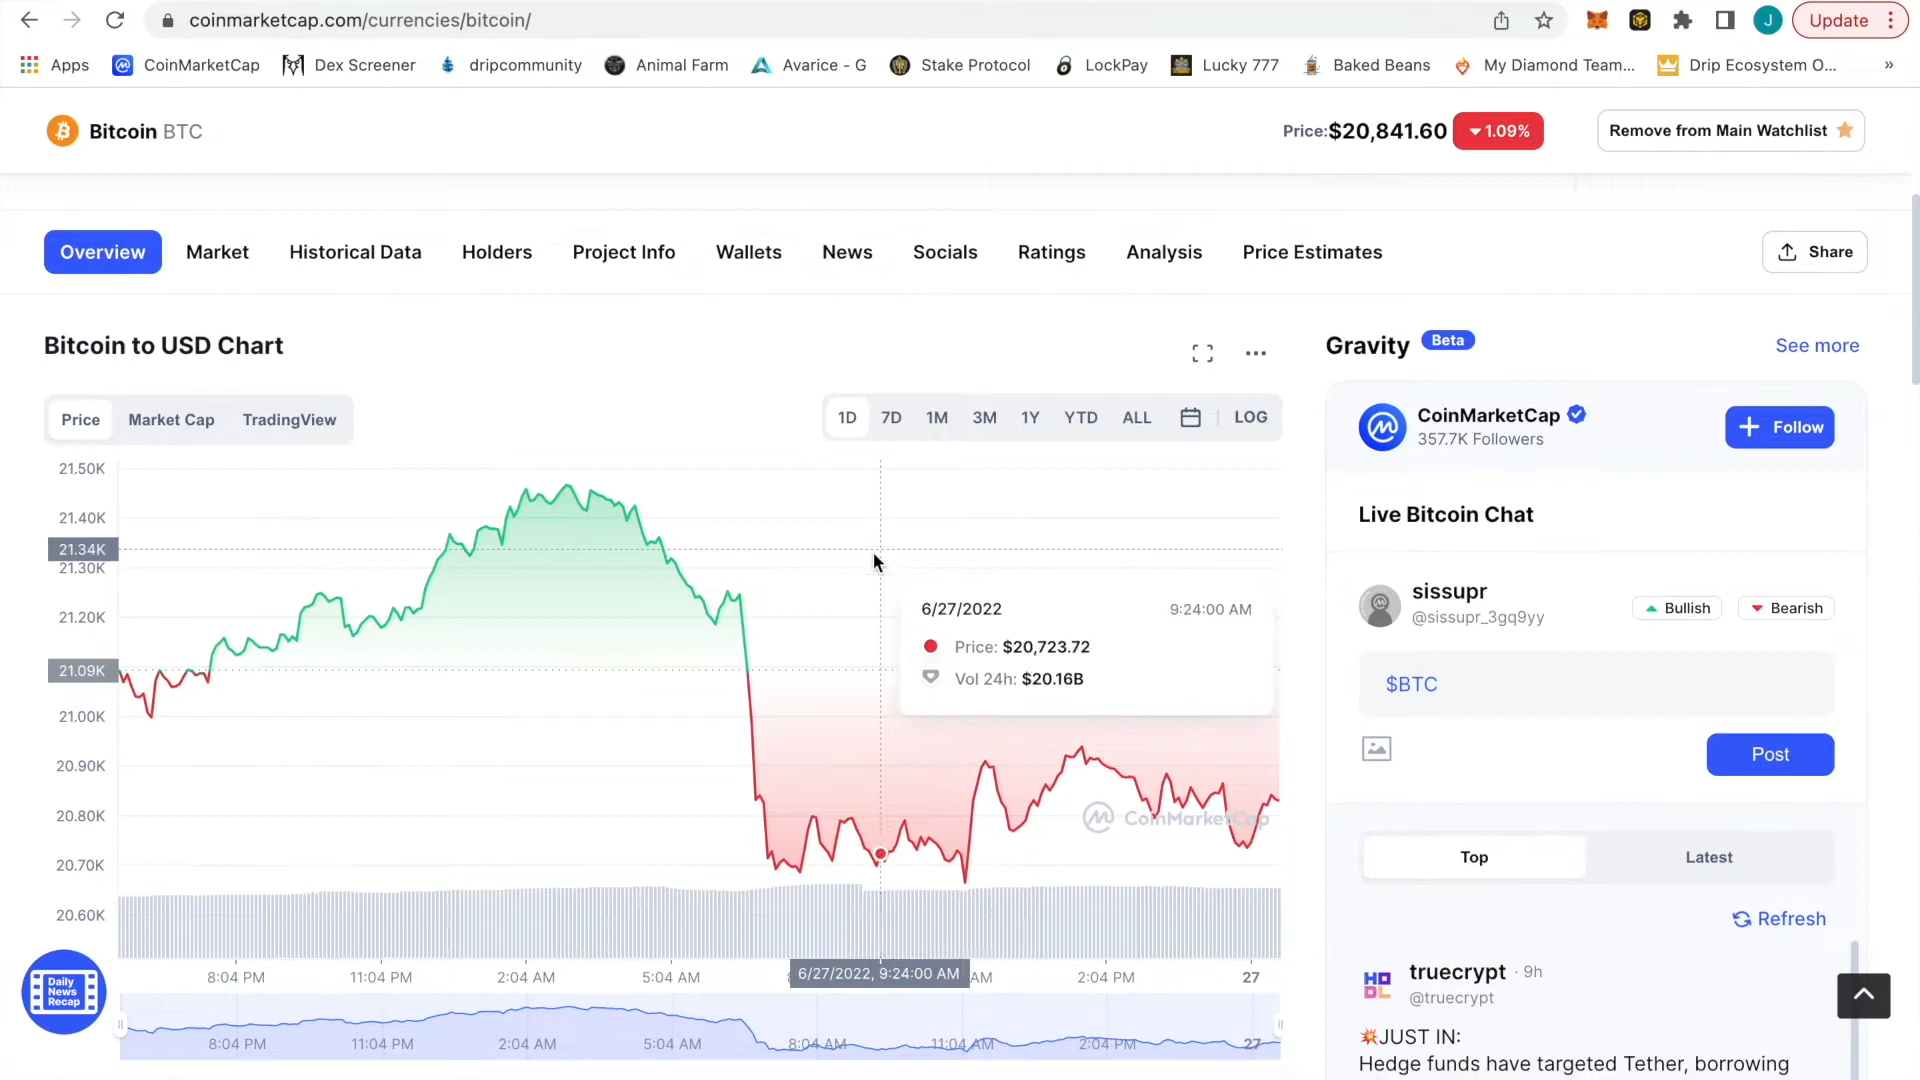 coinmarketcap.com/currencies/bitcoin/
J
Update
Apps
CoinMarketCap
Dex Screener
dripcommunity
Animal Farm
Avarice - G
Stake Protocol
LockPay
Lucky 777
Baked Beans
My Diamond Team...
Drip Ecosystem O...
»
Bitcoin BTC
Price:$20,841.60
1.09%
Remove from Main Watchlist
Overview
Market
Historical Data
Holders
Project Info
Wallets
News
Socials
Ratings
Analysis
Price Estimates
Share
Bitcoin to USD Chart
Price
Market Cap
TradingView
1D
7D
1M
3M
1Y
YTD
ALL
LOG
21.50K
21.40K
21.34K
21.30K
21.20K
21.09K
21.00K
20.90K
20.80K
20.70K
20.60K
6/27/2022
9:24:00 AM
Price: $20,723.72
Vol 24h: $20.16B
CoinMarketCap
8:04 PM
11:04 PM
2:04 AM
5:04 AM
6/27/2022, 9:24:00 AM
AM
2:04 PM
27
8:04 PM
11:04 PM
2:04 AM
5:04 AM
8:04 AM
11:04 AM
2:04 PM
27
Daily
News
Recap
Gravity
Beta
See more
CoinMarketCap
357.7K Followers
Follow
Live Bitcoin Chat
sissupr
@sissupr_3gq9yy
Bullish
Bearish
$BTC
Post
Top
Latest
Refresh
HO
DL
truecrypt · 9h
@truecrypt
💥JUST IN:
Hedge funds have targeted Tether, borrowing